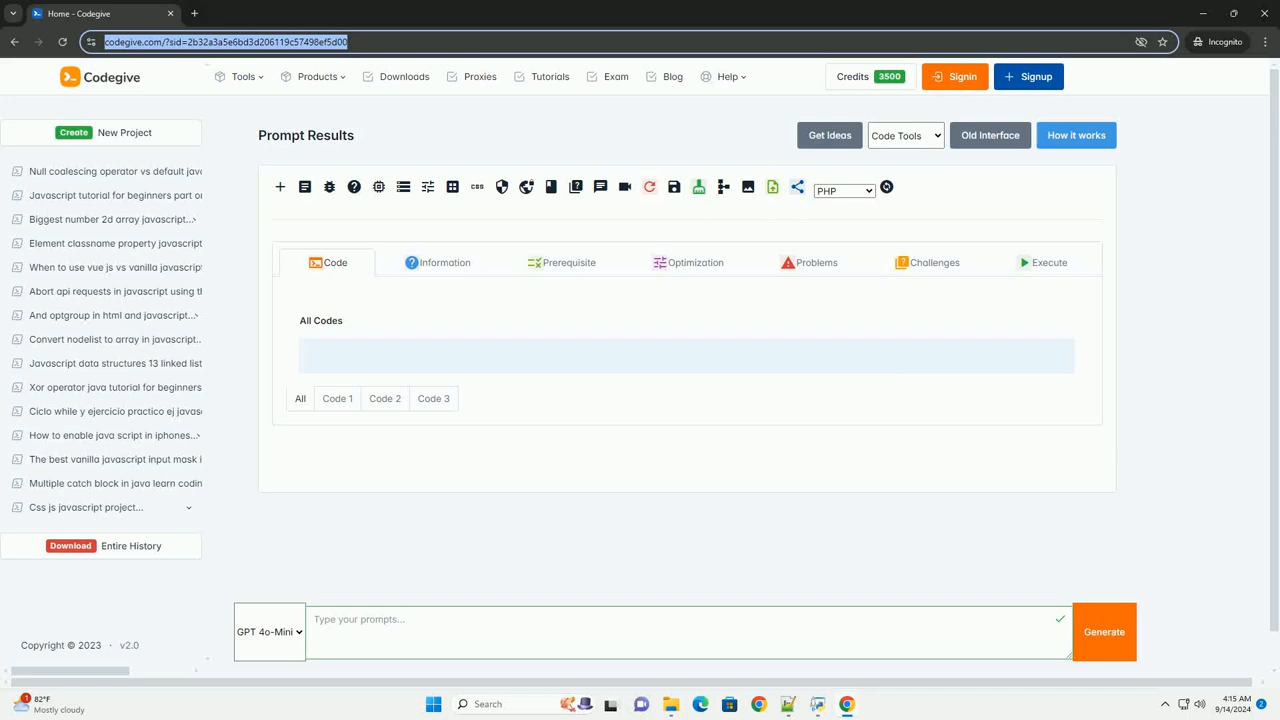 Home - Codegive
codegive.com/?sid=2b32a3a5e6bd3d206119c57498ef5d00
Incognito
Codegive
Tools
Products
Downloads
Proxies
Tutorials
Exam
Blog
Help
Credits 3500
Signin
Signup
Create New Project
Null coalescing operator vs default java
Javascript tutorial for beginners part or
Biggest number 2d array javascript...
Element classname property javascript
When to use vue js vs vanilla javascript
Abort api requests in javascript using th
And optgroup in html and javascript...
Convert nodelist to array in javascript...
Javascript data structures 13 linked list
Xor operator java tutorial for beginners
Ciclo while y ejercicio practico ej javasc
How to enable java script in iphones...
The best vanilla javascript input mask i
Multiple catch block in java learn codin
Css js javascript project...
Download Entire History
Copyright © 2023 · v2.0
Prompt Results
Get Ideas
Code Tools
Old Interface
How it works
CSS
PHP
Code
Information
Prerequisite
Optimization
Problems
Challenges
Execute
All Codes
All
Code 1
Code 2
Code 3
GPT 4o-Mini
Type your prompts...
Generate
1
82°F
Mostly cloudy
Search
4:15 AM
9/14/2024
2